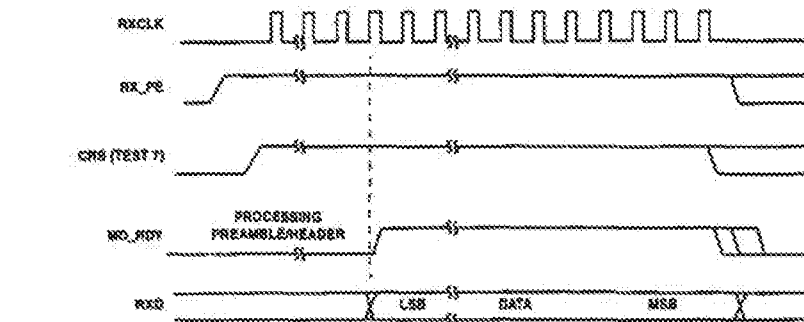 RXCLK
RX_PE
CRS (TEST 7)
PROCESSING
PREAMBLE/HEADER
MD_RDY
RXD
LSB
DATA
MSB